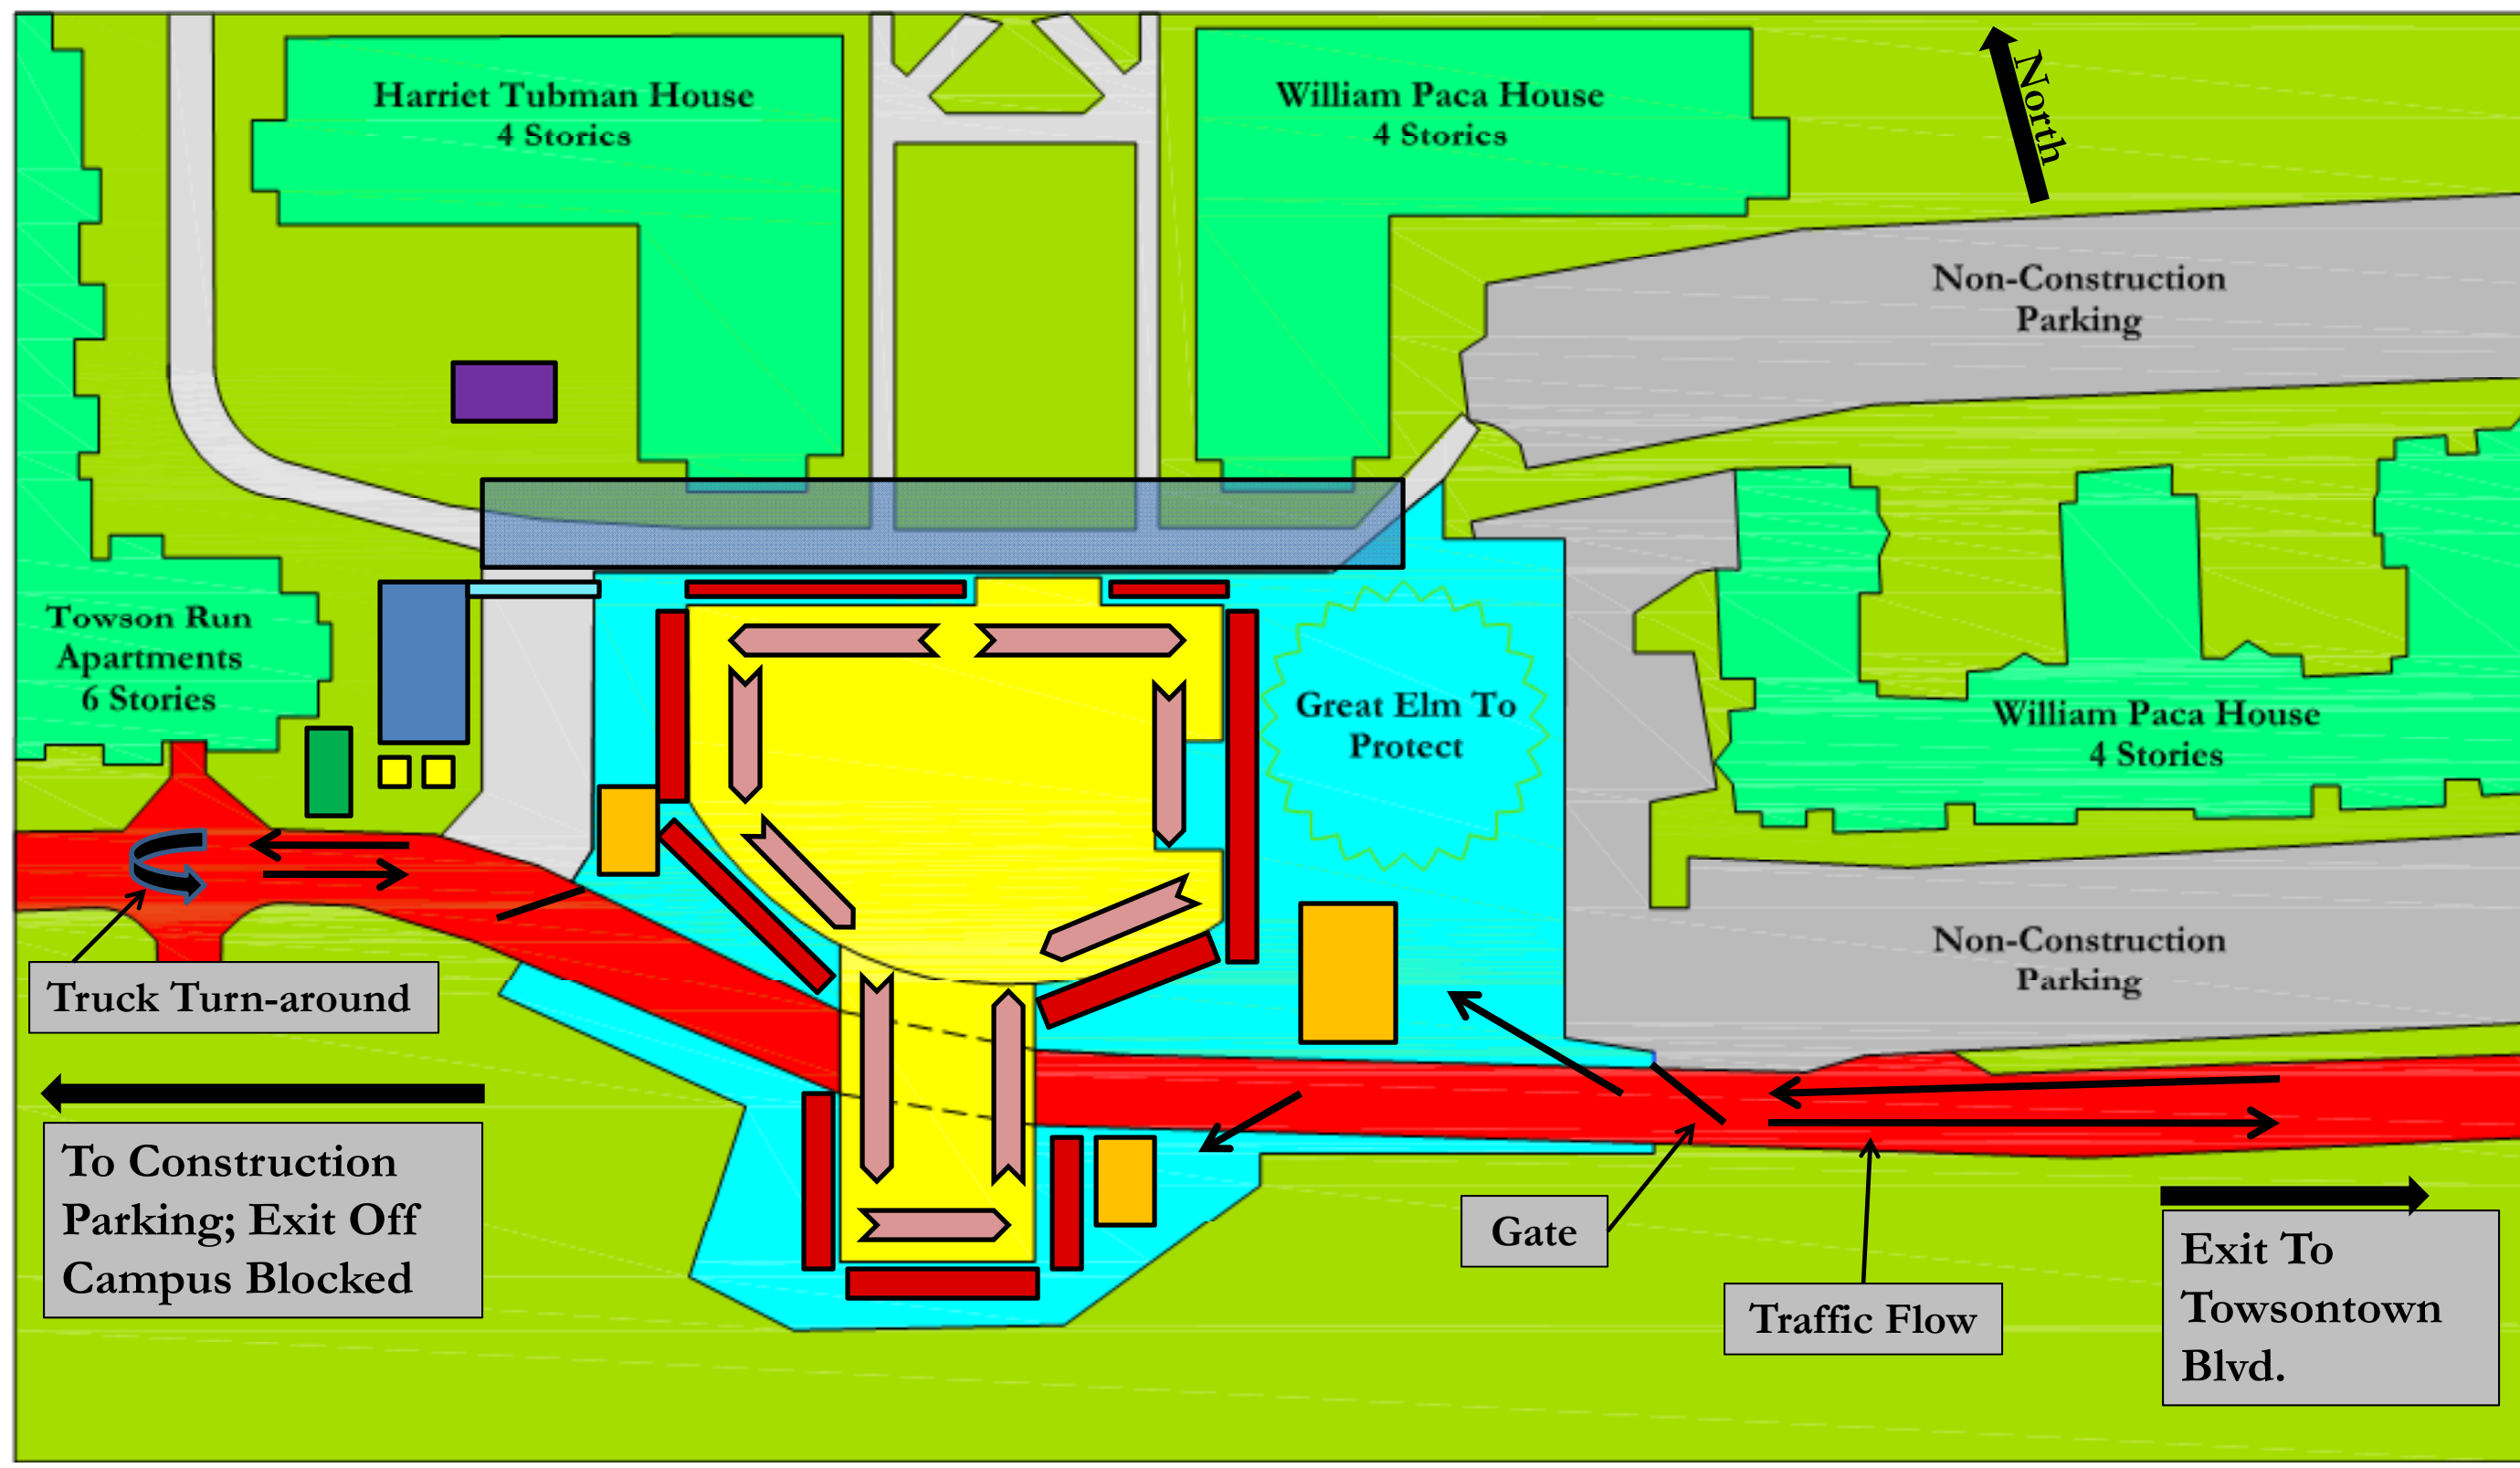 Harriet Tubman House
4 Storics
William Paca House
4 Storics
North
Non-Construction
Parking
Towson Run
Apartments
6 Stories
Great Elm To
Protect
William Paca House
4 Stories
Non-Construction
Parking
Truck Turn-around
To Construction
Parking; Exit Off
Campus Blocked
Gate
Traffic Flow
Exit To
Towsontown
Blvd.